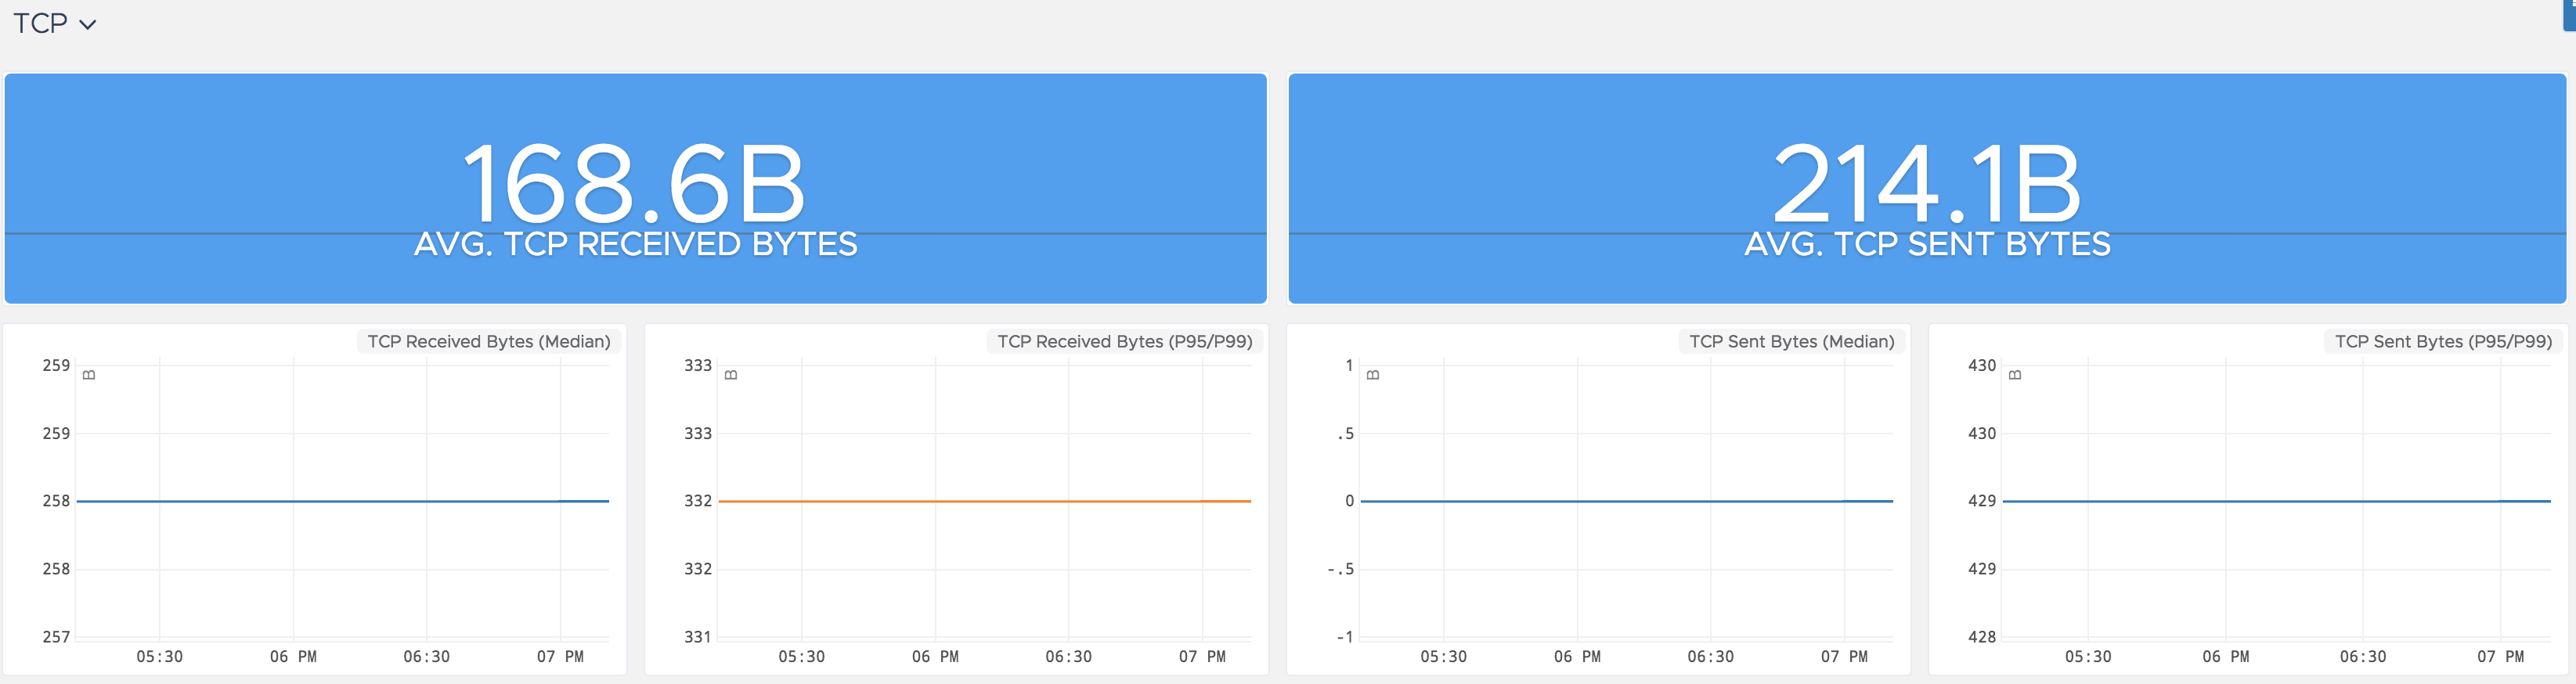 TCP
168.6B
AVG. TCP RECEIVED BYTES
214.1B
AVG. TCP SENT BYTES
TCP Received Bytes (Median)
259
B
259
258
258
257
05:30 06 PM 06:30 07 PM
TCP Received Bytes (P95/P99)
333
B
333
332
332
331
05:30 06 PM 06:30 07 PM
TCP Sent Bytes (Median)
1
B
.5
0
-.5
-1
05:30 06 PM 06:30 07 PM
TCP Sent Bytes (P95/P99)
430
B
430
429
429
428
05:30 06 PM 06:30 07 PM